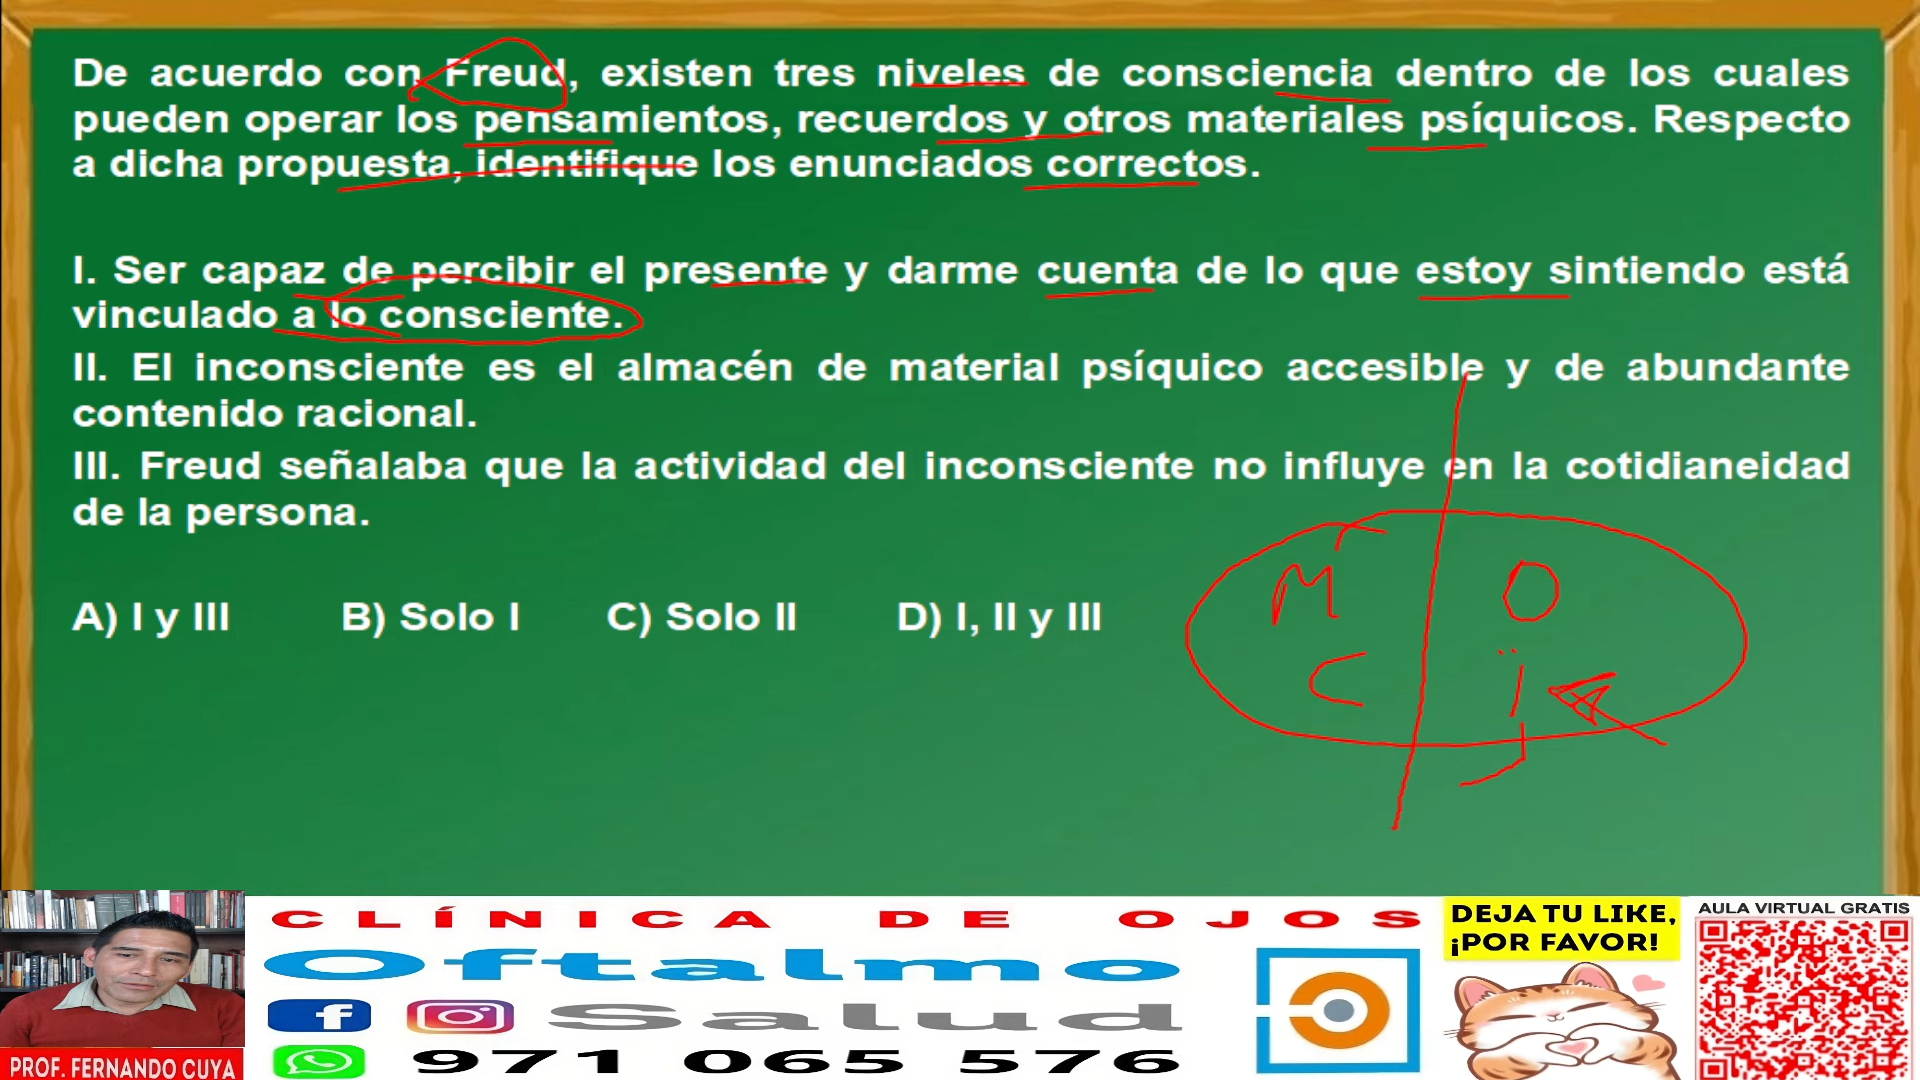 De acuerdo con Freud, existen tres niveles de consciencia dentro de los cuales
pueden operar los pensamientos, recuerdos y otros materiales psíquicos. Respecto
a dicha propuesta, identifique los enunciados correctos.
I. Ser capaz de percibir el presente y darme cuenta de lo que estoy sintiendo está
vinculado a lo consciente.
II. El inconsciente es el almacén de material psíquico accesible y de abundante
contenido racional.
III. Freud señalaba que la actividad del inconsciente no influye en la cotidianeidad
de la persona.
A) I y III B) Solo I C) Solo II D) I, II y III
M O
C i
CLÍNICA DE OJOS
Oftalmo
Salud
971 065 576
DEJA TU LIKE,
¡POR FAVOR!
AULA VIRTUAL GRATIS
PROF. FERNANDO CUYA